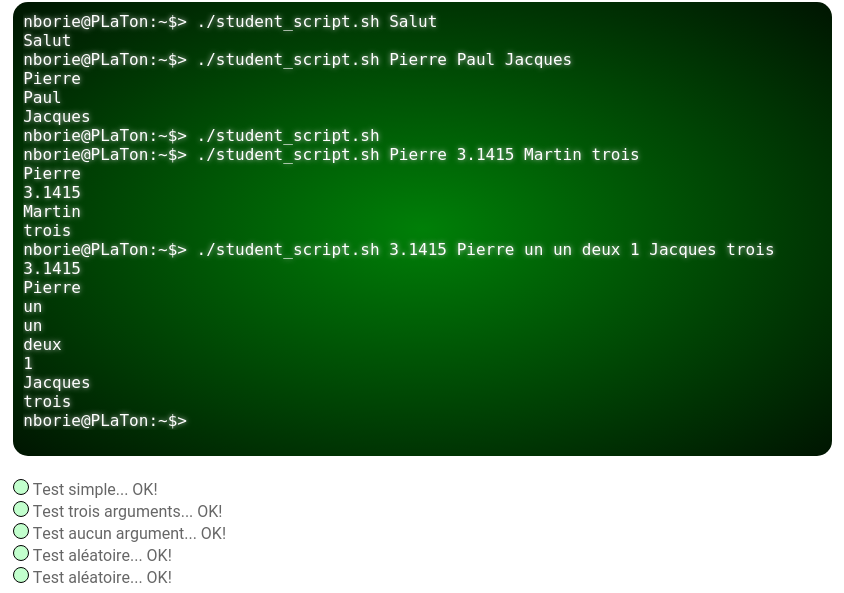 nborie@PLaTon:~$> ./student_script.sh Salut
Salut
nborie@PLaTon:~$> ./student_script.sh Pierre Paul Jacques
Pierre
Paul
Jacques
nborie@PLaTon:~$> ./student_script.sh
nborie@PLaTon:~$> ./student_script.sh Pierre 3.1415 Martin trois
Pierre
3.1415
Martin
trois
nborie@PLaTon:~$> ./student_script.sh 3.1415 Pierre un un deux 1 Jacques trois
3.1415
Pierre
un
un
deux
1
Jacques
trois
nborie@PLaTon:~$>
Test simple... OK!
Test trois arguments... OK!
Test aucun argument... OK!
Test aléatoire... OK!
Test aléatoire... OK!